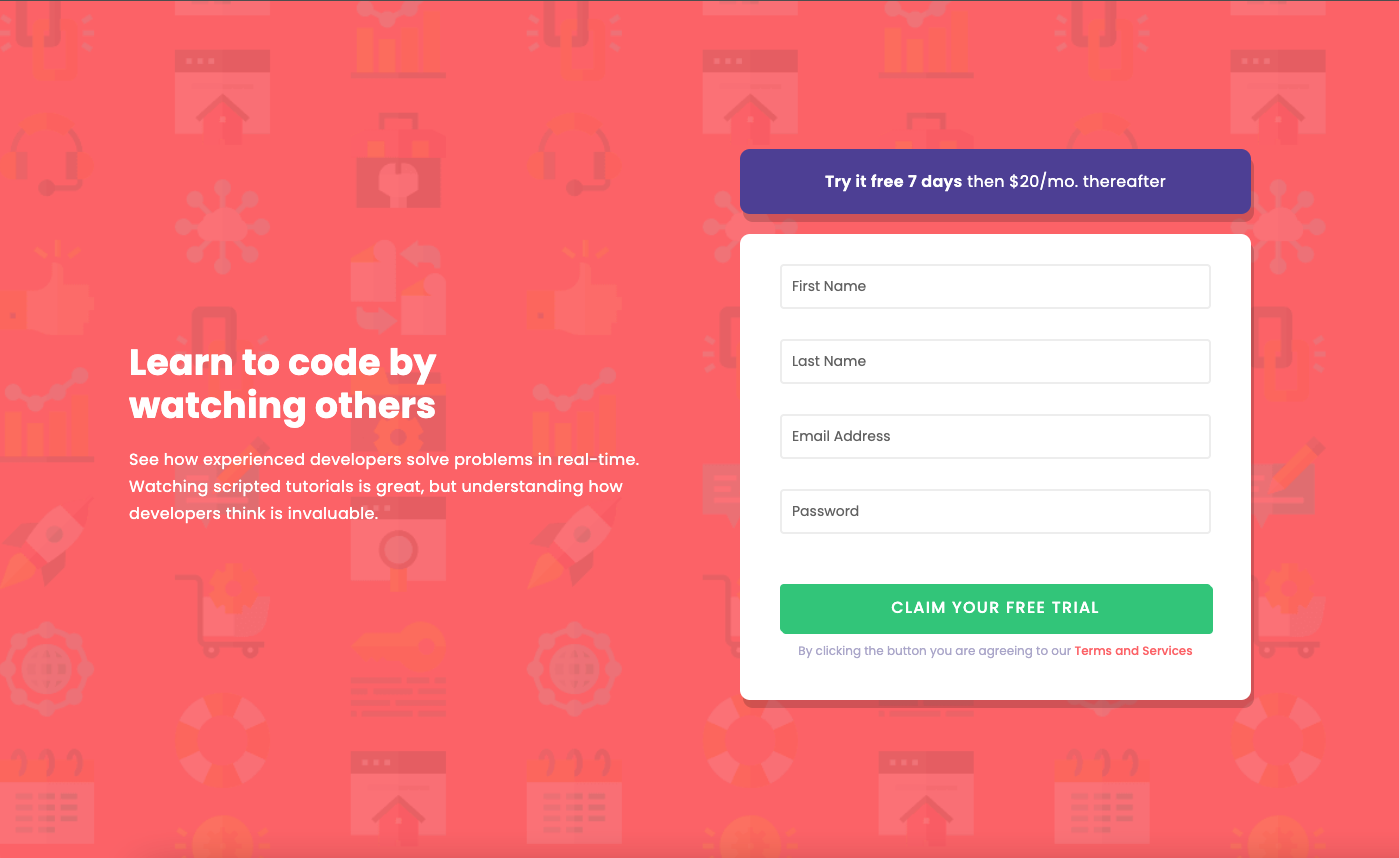 Learn to code by
watching others
See how experienced developers solve problems in real-time.
Watching scripted tutorials is great, but understanding how
developers think is invaluable.
Try it free 7 days then $20/mo. thereafter
First Name
Last Name
Email Address
Password
CLAIM YOUR FREE TRIAL
By clicking the button you are agreeing to our Terms and Services